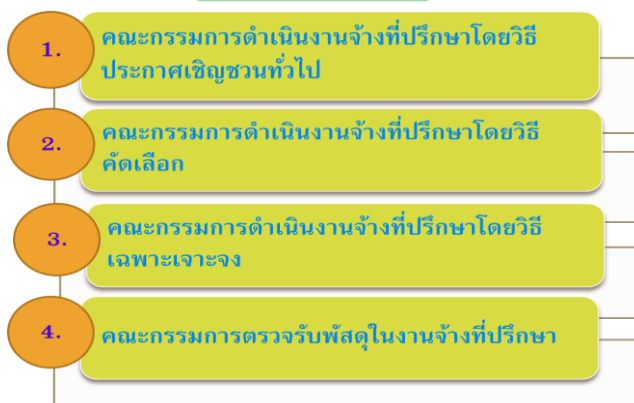 1.
คณะกรรมการดำเนินงานจ้างที่ปรึกษาโดยวิธี
ประกาศเชิญชวนทั่วไป
2.
คณะกรรมการดำเนินงานจ้างที่ปรึกษาโดยวิธี
คัดเลือก
3.
คณะกรรมการดำเนินงานจ้างที่ปรึกษาโดยวิธี
เฉพาะเจาะจง
4.
คณะกรรมการตรวจรับพัสดุในงานจ้างที่ปรึกษา